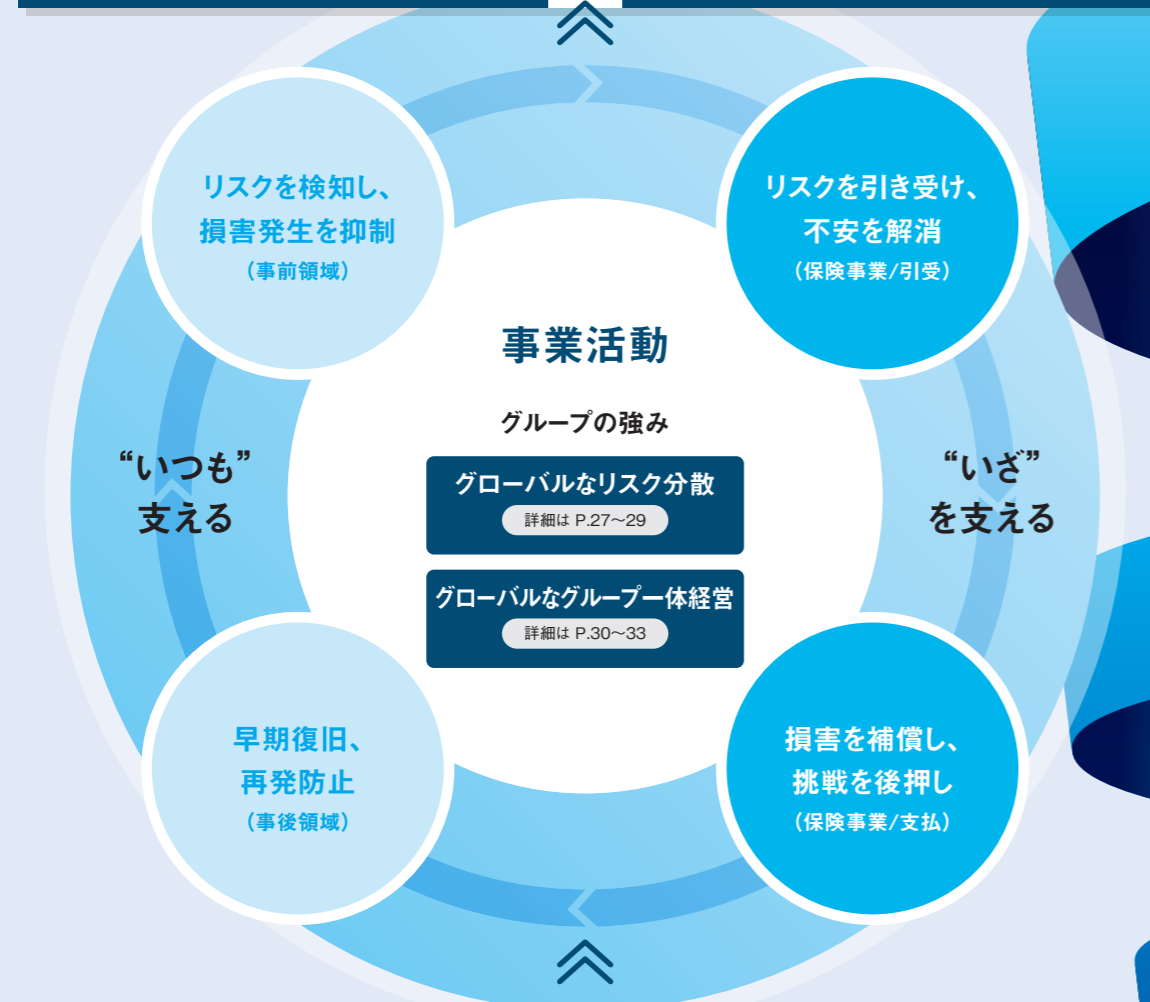 リスクを検知し、
損害発生を抑制
（事前領域）
リスクを引き受け、
不安を解消
（保険事業/引受）
事業活動
グループの強み
グローバルなリスク分散
詳細は P.27～29
グローバルなグループ一体経営
詳細は P.30～33
“いつも”
支える
“いざ”
を支える
早期復旧、
再発防止
（事後領域）
損害を補償し、
挑戦を後押し
（保険事業/支払）